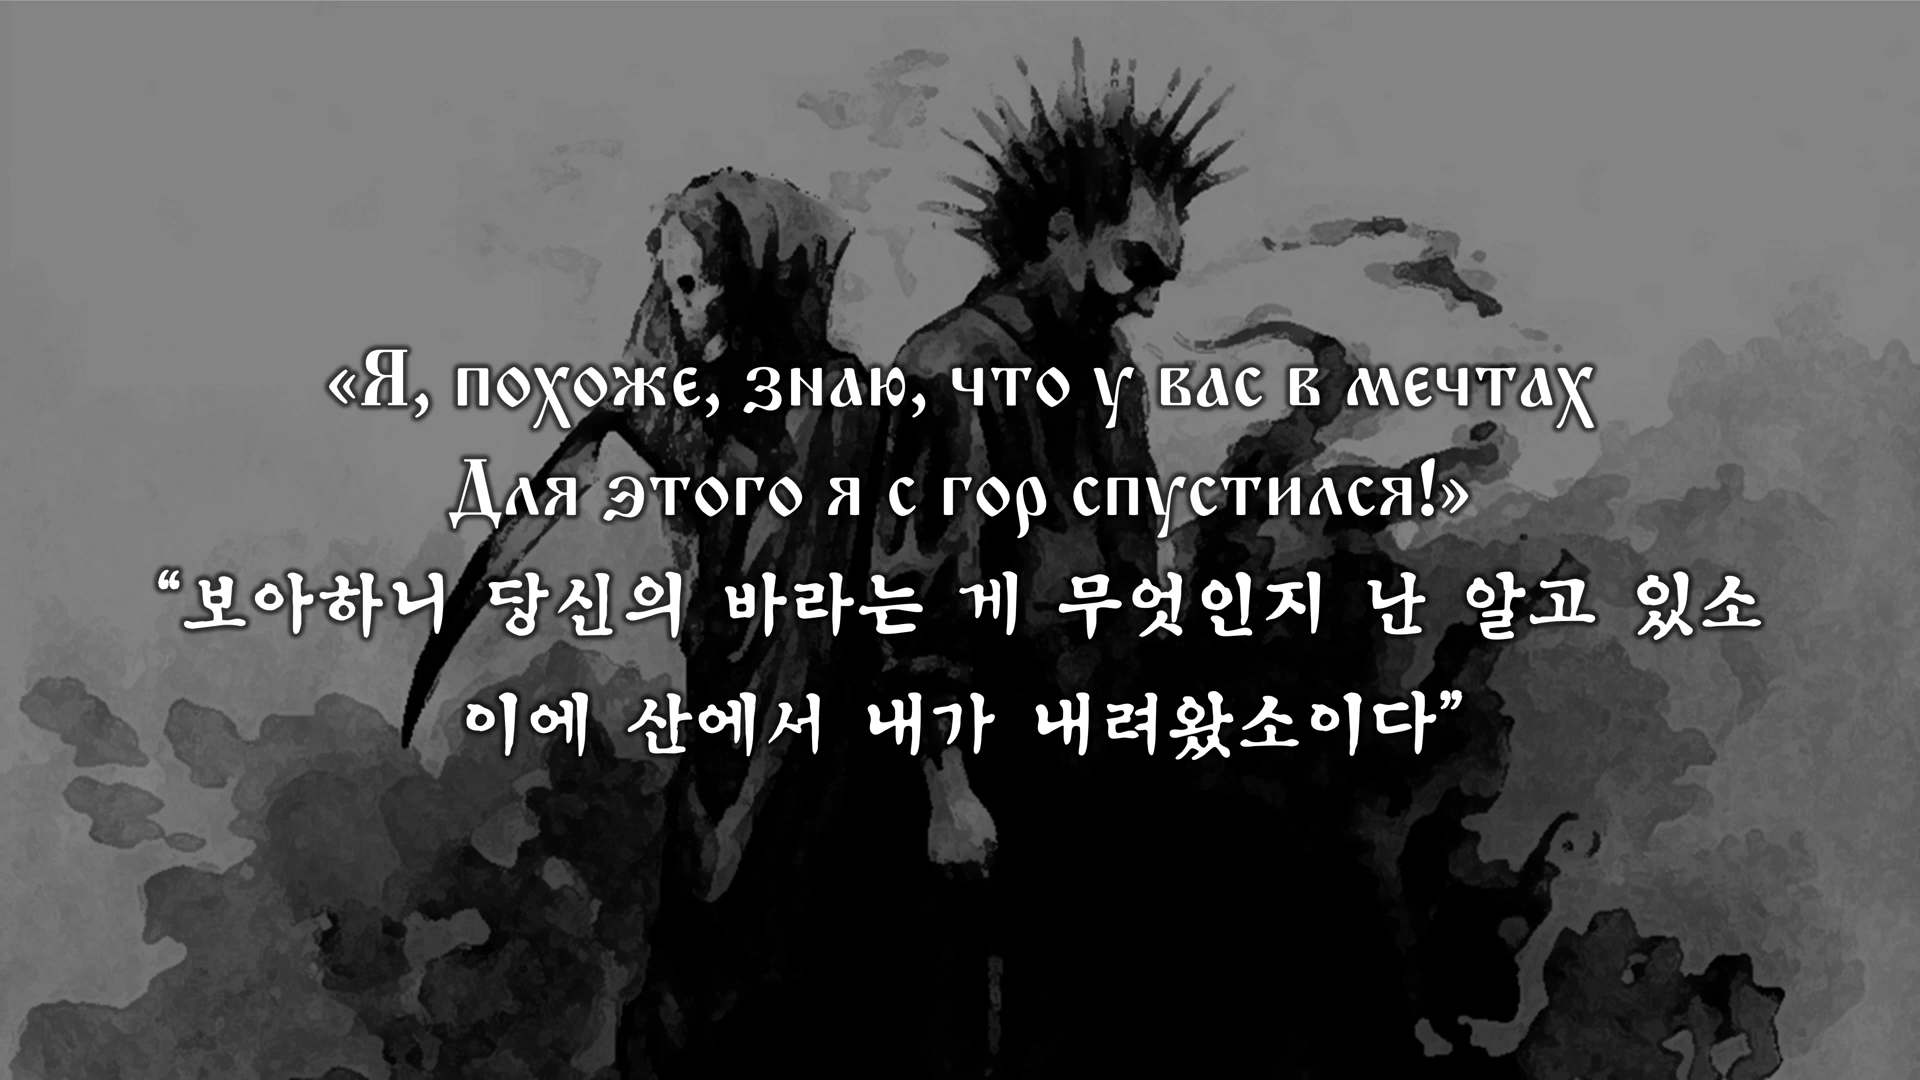 «Я, похоже, знаю, что у вас в мечтах
Для этого я с гор спустился!»
“보아하니 당신의 바라는 게 무엇인지 난 알고 있소
이에 산에서 내가 내려왔소이다”